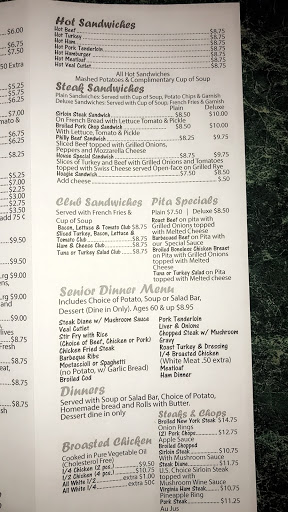 Hot Sandwiches
Hot Beef $8.75
Hot Turkey $8.75
Hot Ham $8.75
Hot Pork Tenderloin $8.75
Hot Hamburger $8.75
Hot Meatloaf $8.75
Hot Veal Cutlet $8.75
All Hot Sandwiches
Mashed Potatoes & Complimentary Cup of Soup
Steak Sandwiches
Plain Sandwiches: Served with Cup of Soup, Potato Chips & Garnish
Deluxe Sandwiches: Served with Cup of Soup, French Fries & Garnish
Plain Deluxe
Sirloin Steak Sandwich $8.50 $10.00
On French Bread with Lettuce Tomato & Pickle
Broiled Pork Chop Sandwich $8.50 $10.00
With Lettuce, Tomato & Pickle
Philly Beef Sandwich $8.25 $9.75
Sliced Beef topped with Grilled Onions,
Peppers and Mozzarella Cheese
House Special Sandwich $8.25 $9.75
Slices of Turkey and Beef with Grilled Onions and Tomatoes
topped with Swiss Cheese served Open-face on Grilled Rye
Hoagie Sandwich $7.50 $8.50
Add cheese $.50
Club Sandwiches
Served with French Fries &
Cup of Soup
Bacon, Lettuce & Tomato Club $8.75
Sliced Turkey, Bacon, Lettuce &
Tomato Club $8.75
Ham & Cheese Club $8.75
Tuna or Turkey Salad Club $8.75
Pita Specials
Plain $7.50 | Deluxe $8.50
Roast Beef on pita with
Grilled Onions topped
with Melted Cheese
Barbecued Beef on Pita with
our Special Sauce
Broiled Boneless Chicken Breast
on Pita with Grilled Onions
topped with melted
Cheese
Tuna or Turkey Salad on Pita
topped with melted Cheese
Senior Dinner Menu
Includes Choice of Potato, Soup or Salad Bar,
Dessert (Dine in Only). Ages 60 & up $8.95
Steak Diane w/ Mushroom Sauce
Veal Cutlet
Stir Fry with Rice
(Choice of Beef, Chicken or Pork)
Chicken Fried Steak
Barbeque Ribs
Mostaccioli or Spaghetti
(no Potato, w/ Garlic Bread)
Broiled Cod
Pork Tenderloin
Liver & Onions
Chopped Steak w/ Mushroom
Gravy
Roast Turkey & Dressing
1/4 Broasted Chicken
(White Meat .50 extra)
Meatloaf
Ham Dinner
Dinners
Served with Soup or Salad Bar, Choice of Potato,
Homemade bread and Rolls with Butter.
Dessert dine in only
Broasted Chicken
Cooked in Pure Vegetable Oil
(Cholesterol Free)
1/4 Chicken (2 pcs.) $9.50
1/2 Chicken (4 pcs.) $10.75
All White 1/2 extra $1.00
All White 1/4 extra 50¢
Steaks & Chops
Broiled New York Steak $14.75
Onion Rings
(2) Pork Chops $12.75
Apple Sauce
Broiled Chopped
Sirloin Steak $10.75
With Mushroom Sauce
Steak Diane $11.75
U.S. Choice Sirloin Steak
topped with
Mushroom Wine Sauce
Virginia Ham Steak $10.75
Pineapple Ring
Pork Steak $11.25
Au Jus